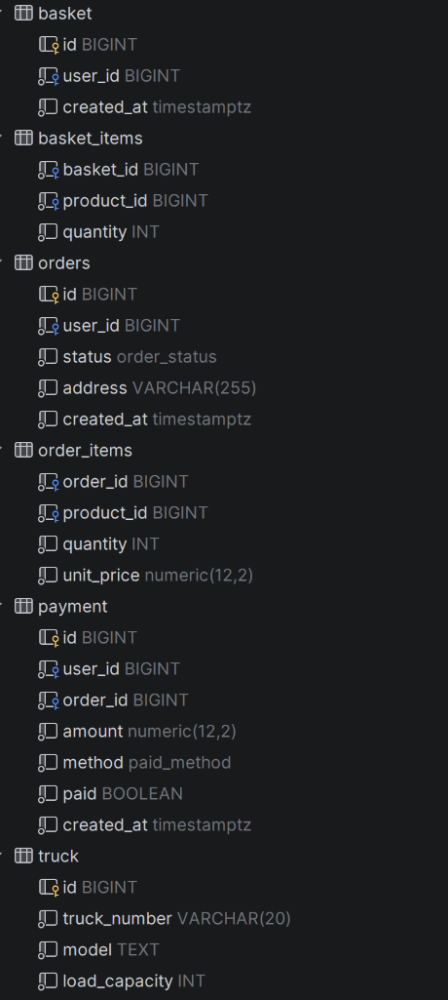 basket
id BIGINT
user_id BIGINT
created_at timestamptz
basket_items
basket_id BIGINT
product_id BIGINT
quantity INT
orders
id BIGINT
user_id BIGINT
status order_status
address VARCHAR(255)
created_at timestamptz
order_items
order_id BIGINT
product_id BIGINT
quantity INT
unit_price numeric(12,2)
payment
id BIGINT
user_id BIGINT
order_id BIGINT
amount numeric(12,2)
method paid_method
paid BOOLEAN
created_at timestamptz
truck
id BIGINT
truck_number VARCHAR(20)
model TEXT
load_capacity INT